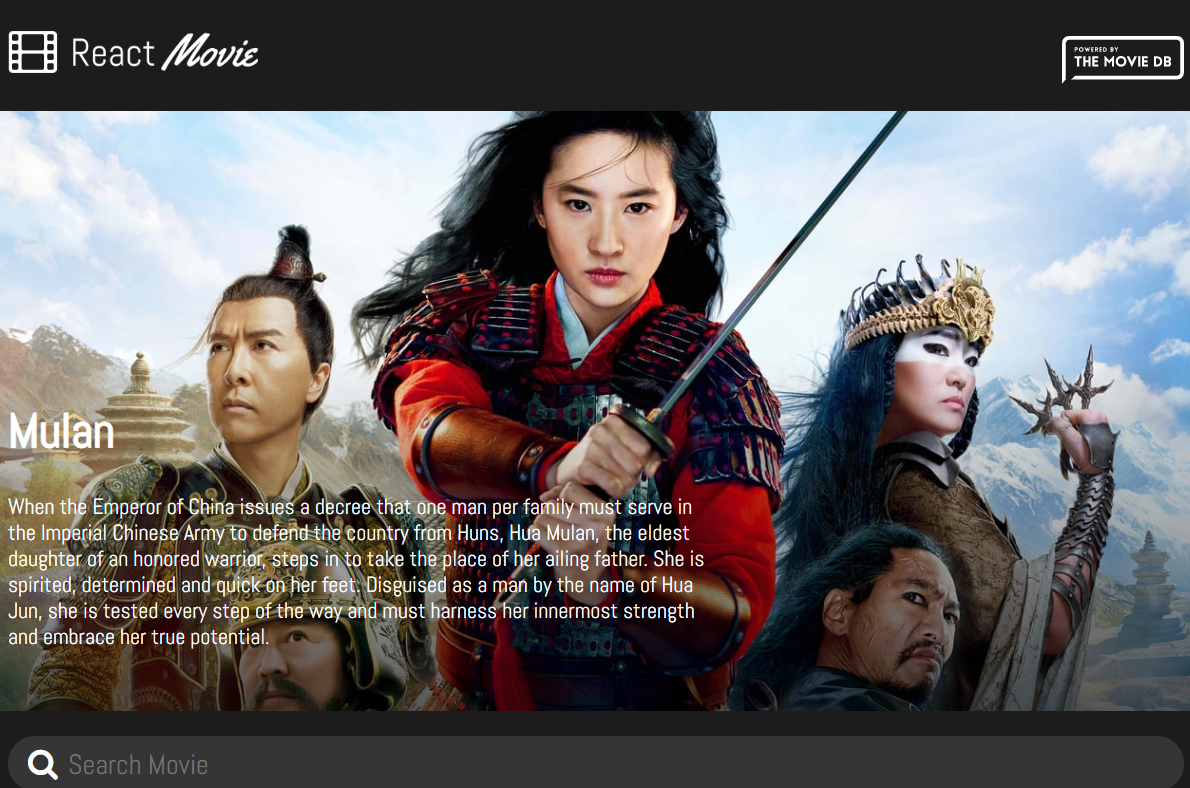 React Movie
POWERED BY
THE MOVIE DB
Mulan
When the Emperor of China issues a decree that one man per family must serve in
the Imperial Chinese Army to defend the country from Huns, Hua Mulan, the eldest
daughter of an honored warrior, steps in to take the place of her ailing father. She is
spirited, determined and quick on her feet. Disguised as a man by the name of Hua
Jun, she is tested every step of the way and must harness her innermost strength
and embrace her true potential.
Search Movie